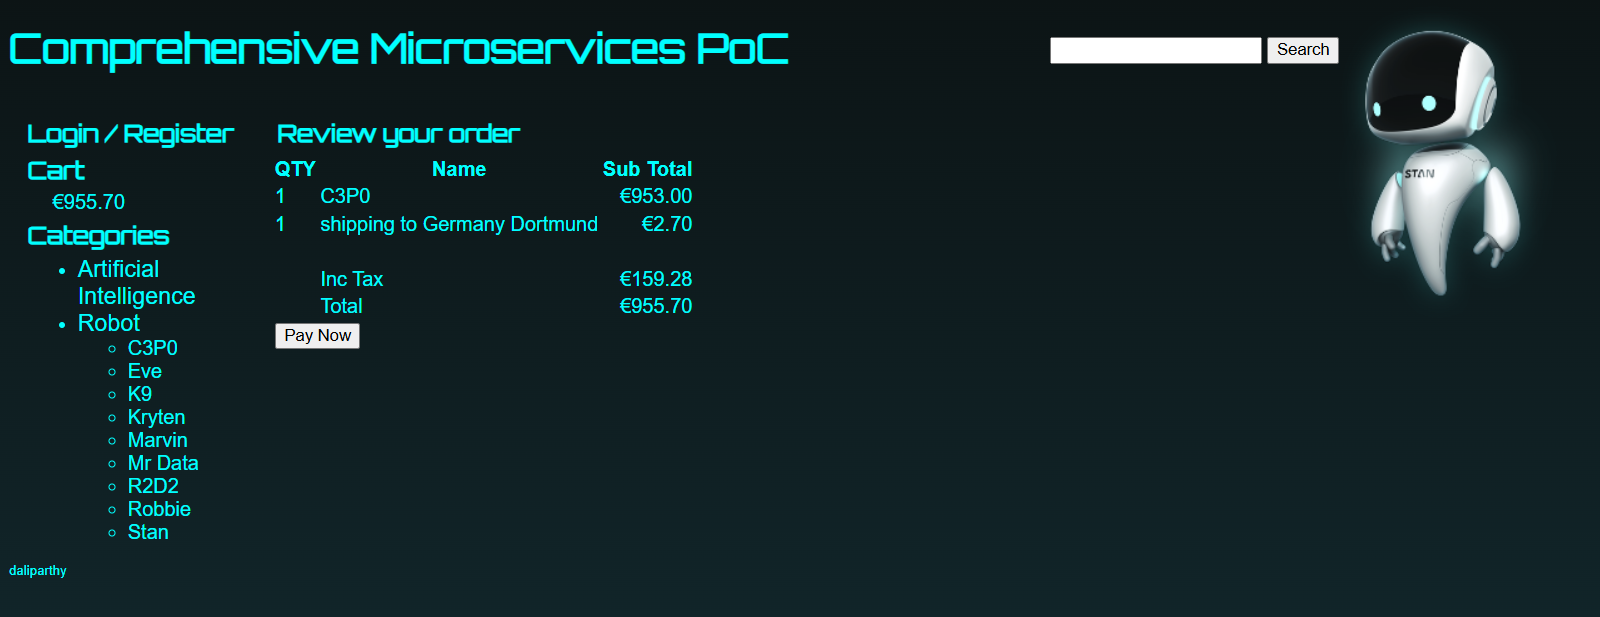 Comprehensive Microservices PoC
Search
STAN
Login / Register
Cart
€955.70
Categories
Artificial
Intelligence
Robot
C3P0
Eve
K9
Kryten
Marvin
Mr Data
R2D2
Robbie
Stan
Review your order
QTY Name Sub Total
1 C3P0 €953.00
1 shipping to Germany Dortmund €2.70
Inc Tax €159.28
Total €955.70
Pay Now
daliparthy